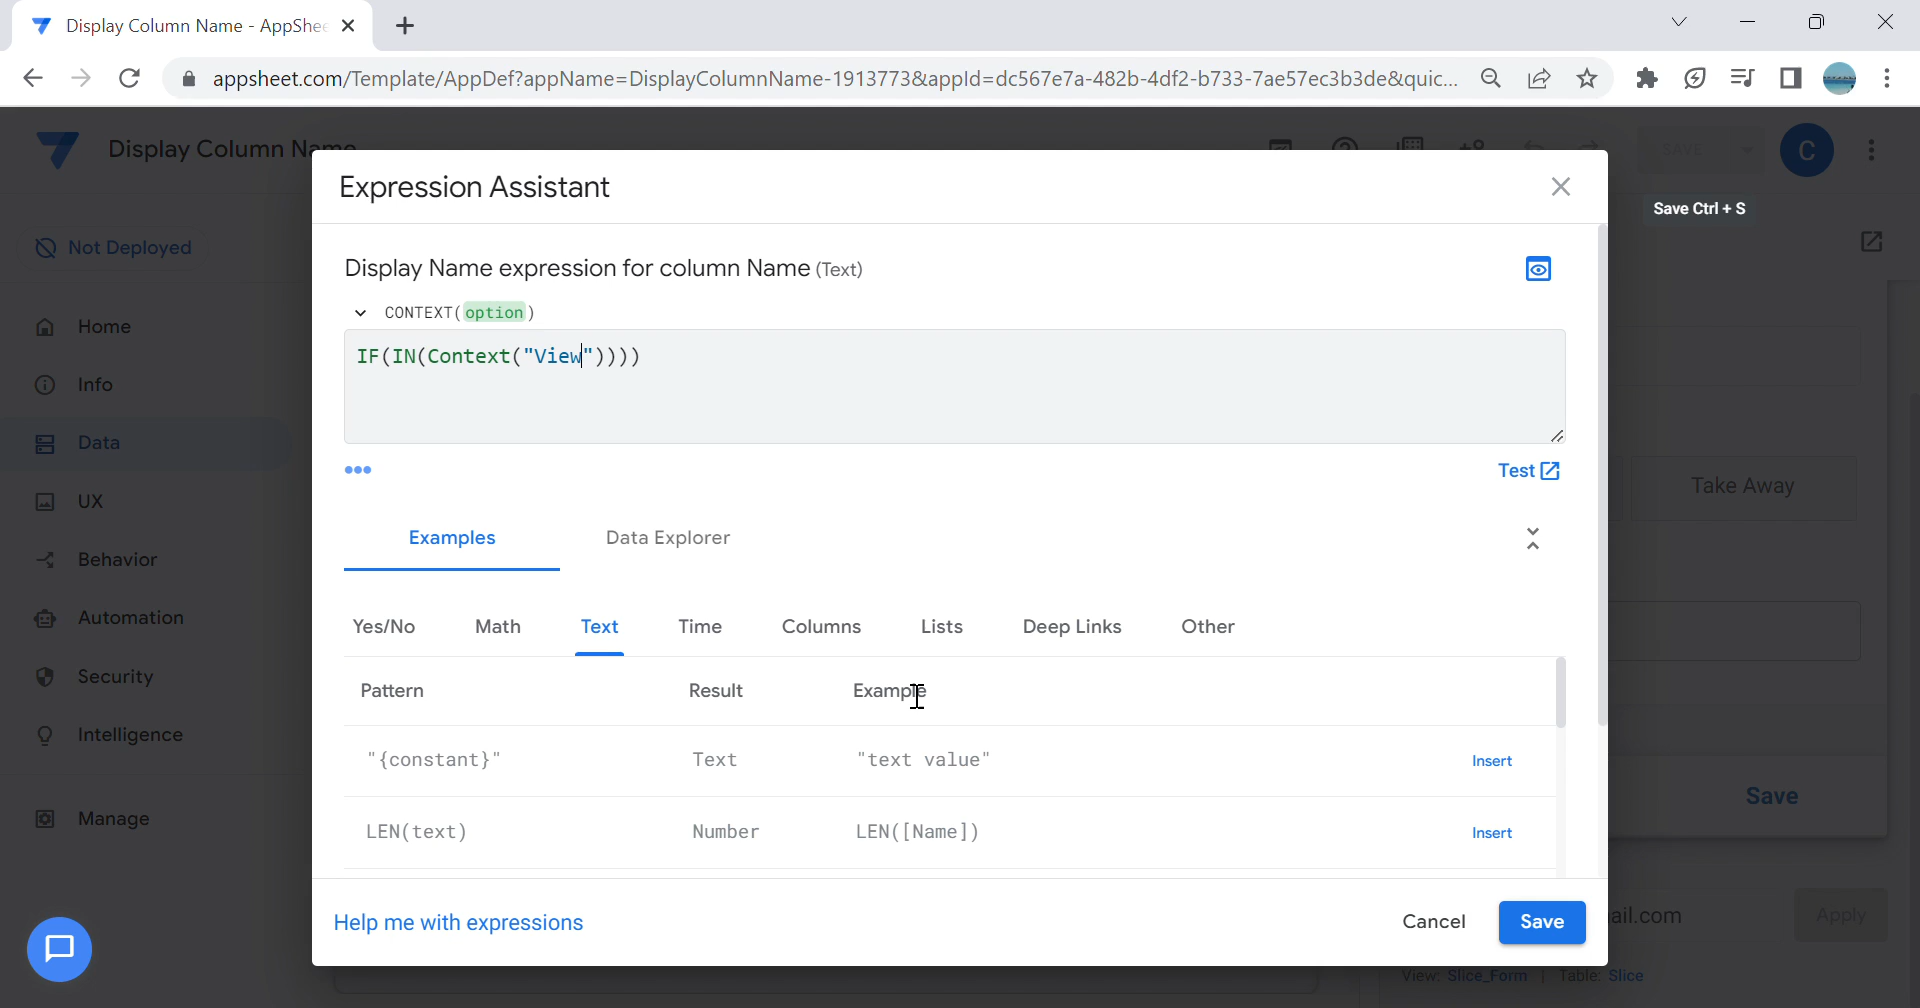 Display Column Name - AppShee
appsheet.com/Template/AppDef?appName=DisplayColumnName-1913773&appId=dc567e7a-482b-4df2-b733-7ae57ec3b3de&quic...
Display Column Name
SAVE
C
Save Ctrl + S
Not Deployed
Home
Info
Data
UX
Behavior
Automation
Security
Intelligence
Manage
Expression Assistant
Display Name expression for column Name (Text)
CONTEXT(option)
IF(IN(Context("View"))))
Test
Examples
Data Explorer
Yes/No
Math
Text
Time
Columns
Lists
Deep Links
Other
Pattern
Result
Example
"{constant}"
Text
"text value"
Insert
LEN(text)
Number
LEN([Name])
Insert
Help me with expressions
Cancel
Save
Take Away
Save
ail.com
Apply
View: Slice_Form | Table: Slice